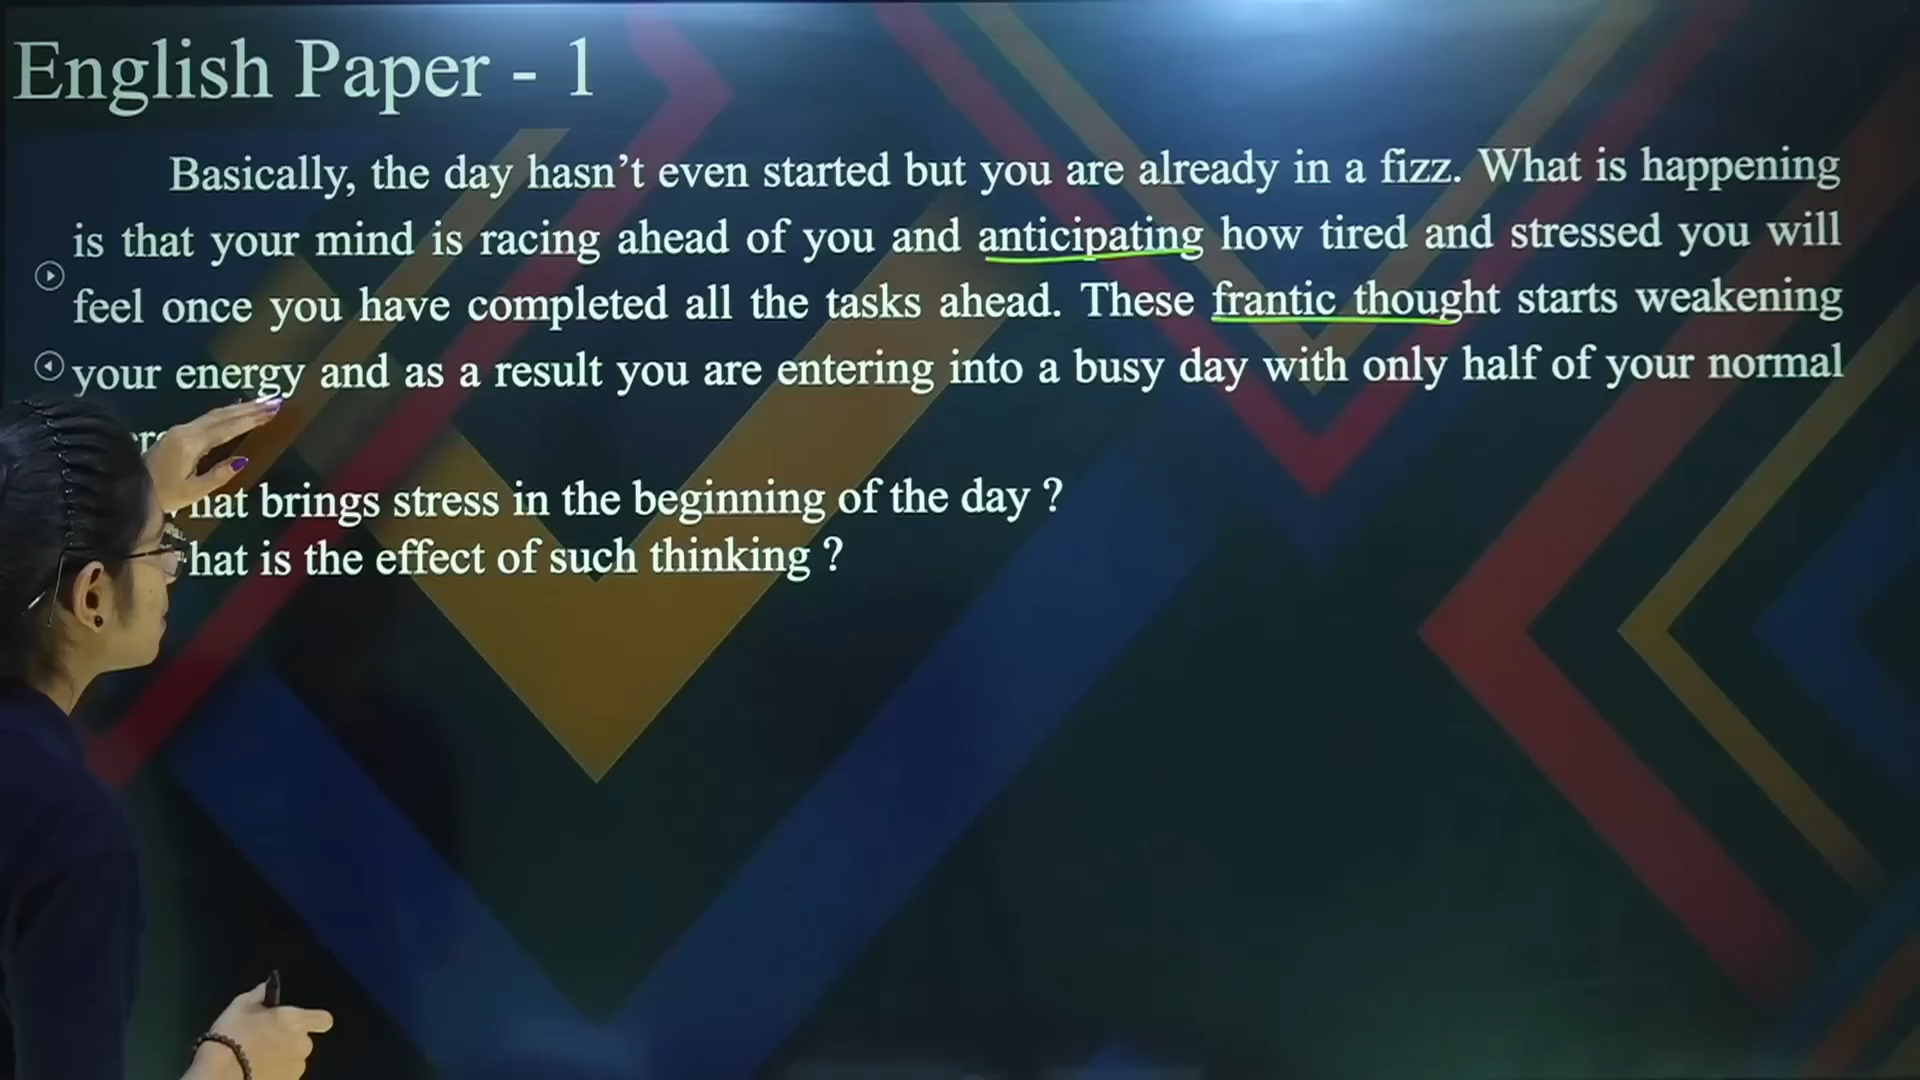 English Paper - 1
Basically, the day hasn't even started but you are already in a fizz. What is happening
is that your mind is racing ahead of you and anticipating how tired and stressed you will
feel once you have completed all the tasks ahead. These frantic thought starts weakening
your energy and as a result you are entering into a busy day with only half of your normal
brings stress in the beginning of the day ?
is the effect of such thinking ?